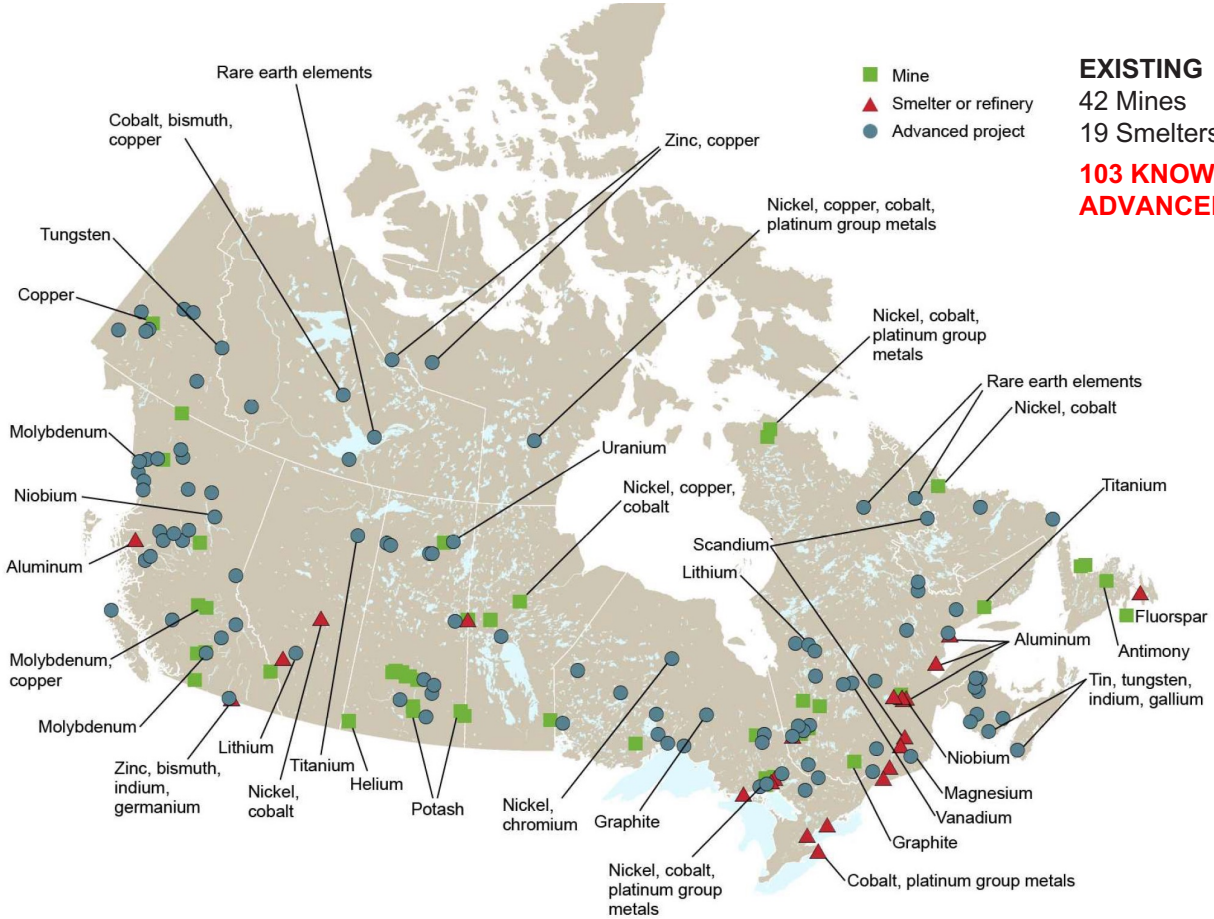 Rare earth elements
Cobalt, bismuth,
copper
Zinc, copper
Nickel, copper, cobalt,
platinum group metals
Mine
Smelter or refinery
Advanced project
EXISTING
42 Mines
19 Smelters
103 KNOW
ADVANCE
Tungsten
Copper
Nickel, cobalt,
platinum group
metals
Rare earth elements
Nickel, cobalt
Molybdenum
Uranium
Nickel, copper,
cobalt
Titanium
Niobium
Scandium
Lithium
Aluminum
Fluorspar
Aluminum
Antimony
Molybdenum,
copper
Tin, tungsten,
indium, gallium
Molybdenum
Lithium
Titanium
Helium
Potash
Niobium
Zinc, bismuth,
indium,
germanium
Nickel,
cobalt
Nickel,
chromium
Graphite
Magnesium
Vanadium
Graphite
Nickel, cobalt,
platinum group
metals
Cobalt, platinum group metals